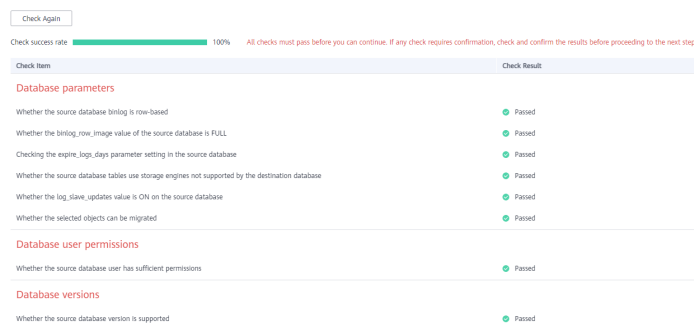 Check Again
Check success rate 100% All checks must pass before you can continue. If any check requires confirmation, check and confirm the results before proceeding to the next step
Check Item Check Result
Database parameters
Whether the source database binlog is row-based Passed
Whether the binlog_row_image value of the source database is FULL Passed
Checking the expire_logs_days parameter setting in the source database Passed
Whether the source database tables use storage engines not supported by the destination database Passed
Whether the log_slave_updates value is ON on the source database Passed
Whether the selected objects can be migrated Passed
Database user permissions
Whether the source database user has sufficient permissions Passed
Database versions
Whether the source database version is supported Passed